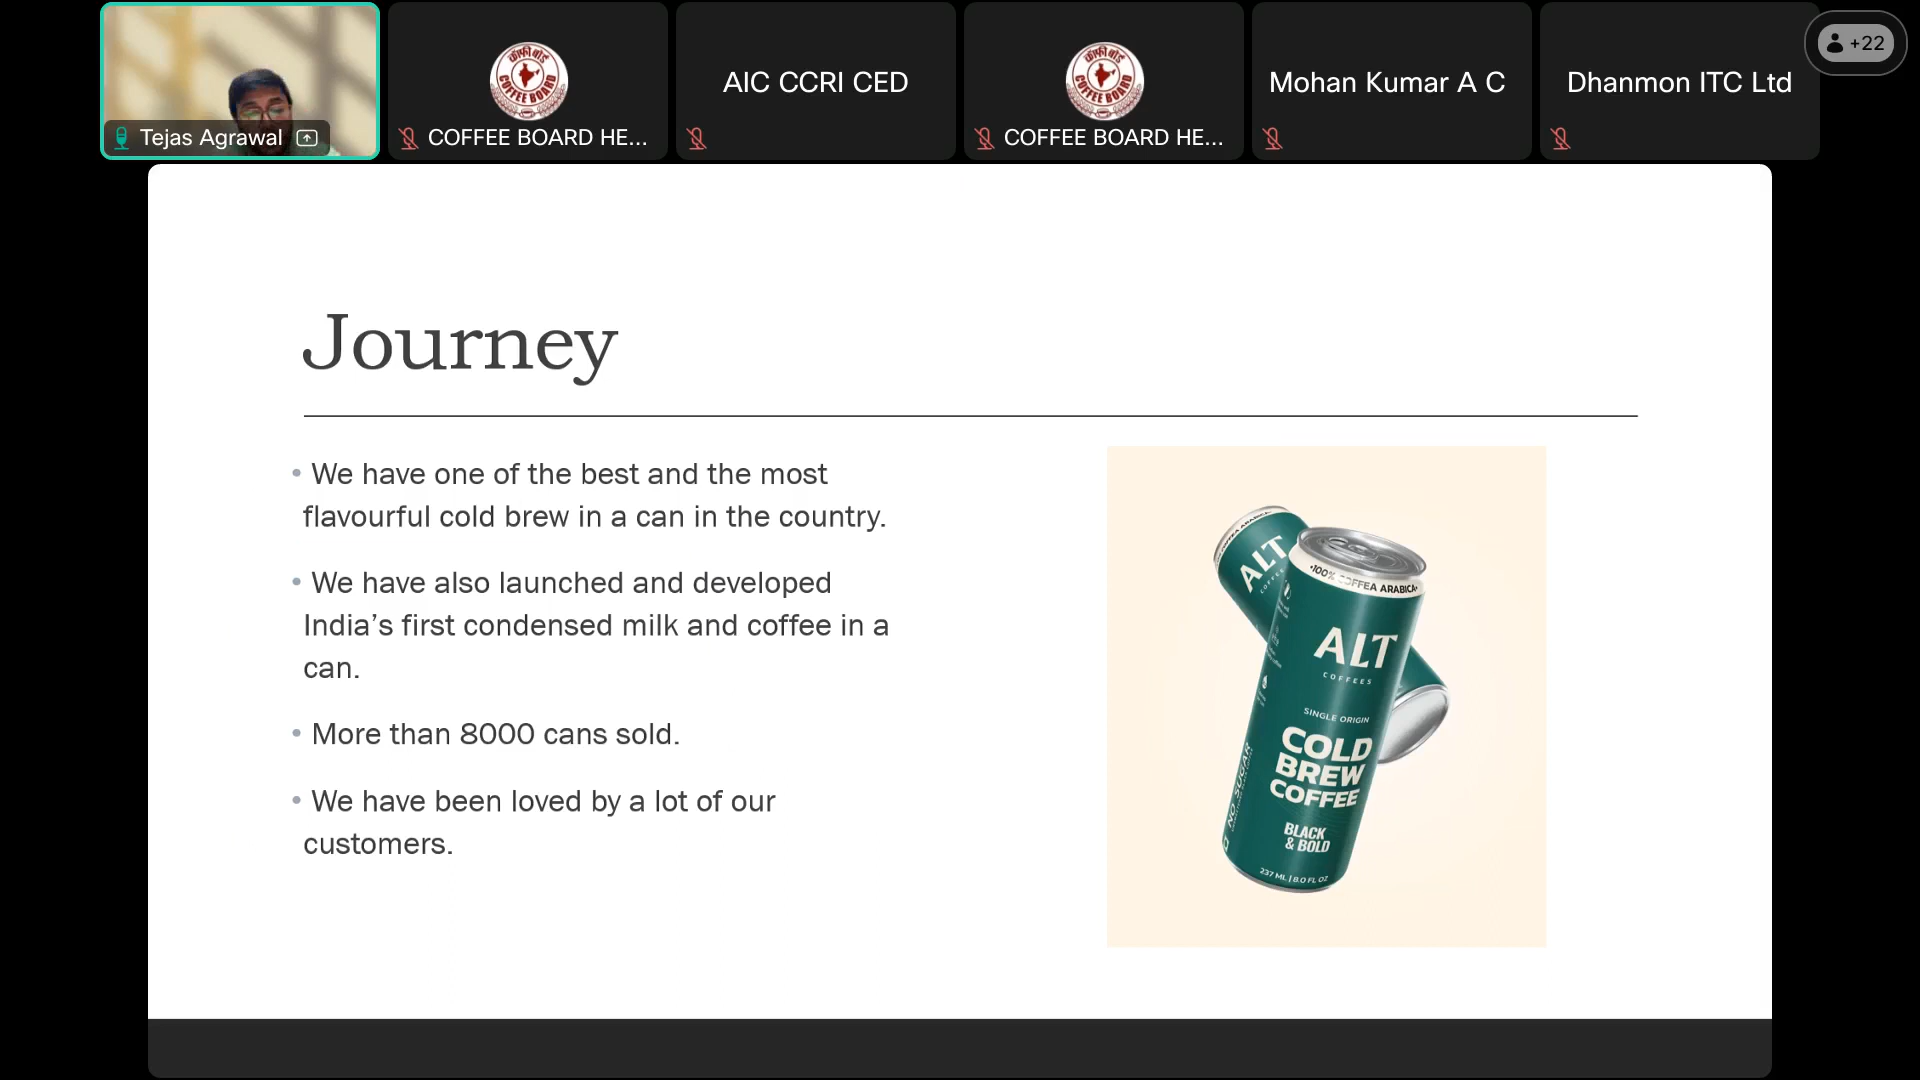 Tejas Agrawal
COFFEE BOARD HE...
AIC CCRI CED
COFFEE BOARD HE...
Mohan Kumar A C
Dhanmon ITC Ltd
+22
कॉफी बोर्ड
COFFEE BOARD
कॉफी बोर्ड
COFFEE BOARD
Journey
• We have one of the best and the most
flavourful cold brew in a can in the country.
• We have also launched and developed
India’s first condensed milk and coffee in a
can.
• More than 8000 cans sold.
• We have been loved by a lot of our
customers.
ALT
•100% COFFEA ARABICA•
ALT
COFFEES
SINGLE ORIGIN
COLD
BREW
COFFEE
BLACK
& BOLD
NO SUGAR
237 ML | 8.0 FL OZ